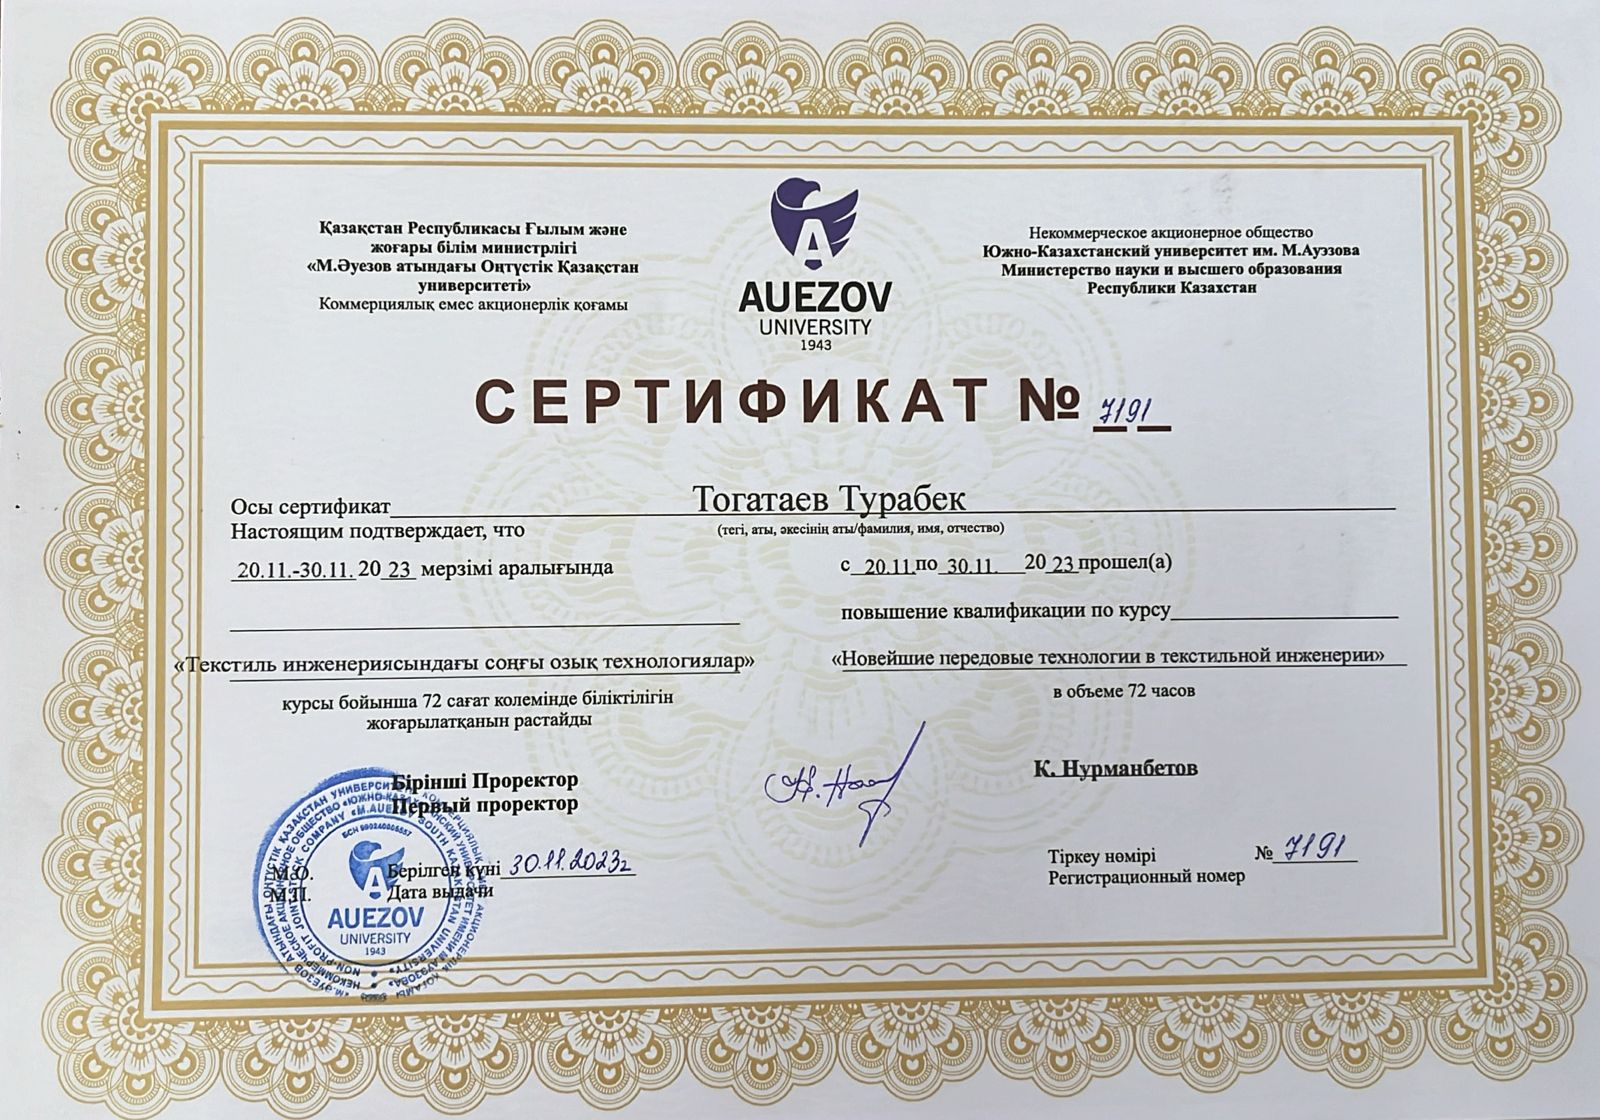 Қазақстан Республикасы Ғылым және
жоғары білім министрлігі
«М.Әуезов атындағы Оңтүстік Қазақстан
университеті»
Коммерциялық емес акционерлік қоғамы
AUEZOV
UNIVERSITY
1943
Некоммерческое акционерное общество
Южно-Казахстанский университет им. М.Ауэзова
Министерство науки и высшего образования
Республики Казахстан
СЕРТИФИКАТ № 7191
Осы сертификат Тогатаев Турабек
Настоящим подтверждает, что (тегі, аты, әкесінің аты/фамилия, имя, отчество)
20.11.-30.11. 20 23 мерзімі аралығында
с 20.11 по 30.11. 20 23 прошел(а)
повышение квалификации по курсу
«Текстиль инженериясындағы соңғы озық технологиялар»
«Новейшие передовые технологии в текстильной инженерии»
курсы бойынша 72 сағат колемінде біліктілігін
жоғарылатқанын растайды
в объеме 72 часов
Бірінші Проректор
Первый проректор
К. Нурманбетов
М.О.
М.П.
Берілген күні 30.11.2023г
Дата выдачи
Тіркеу нөмірі № 7191
Регистрационный номер
AUEZOV
UNIVERSITY
1943